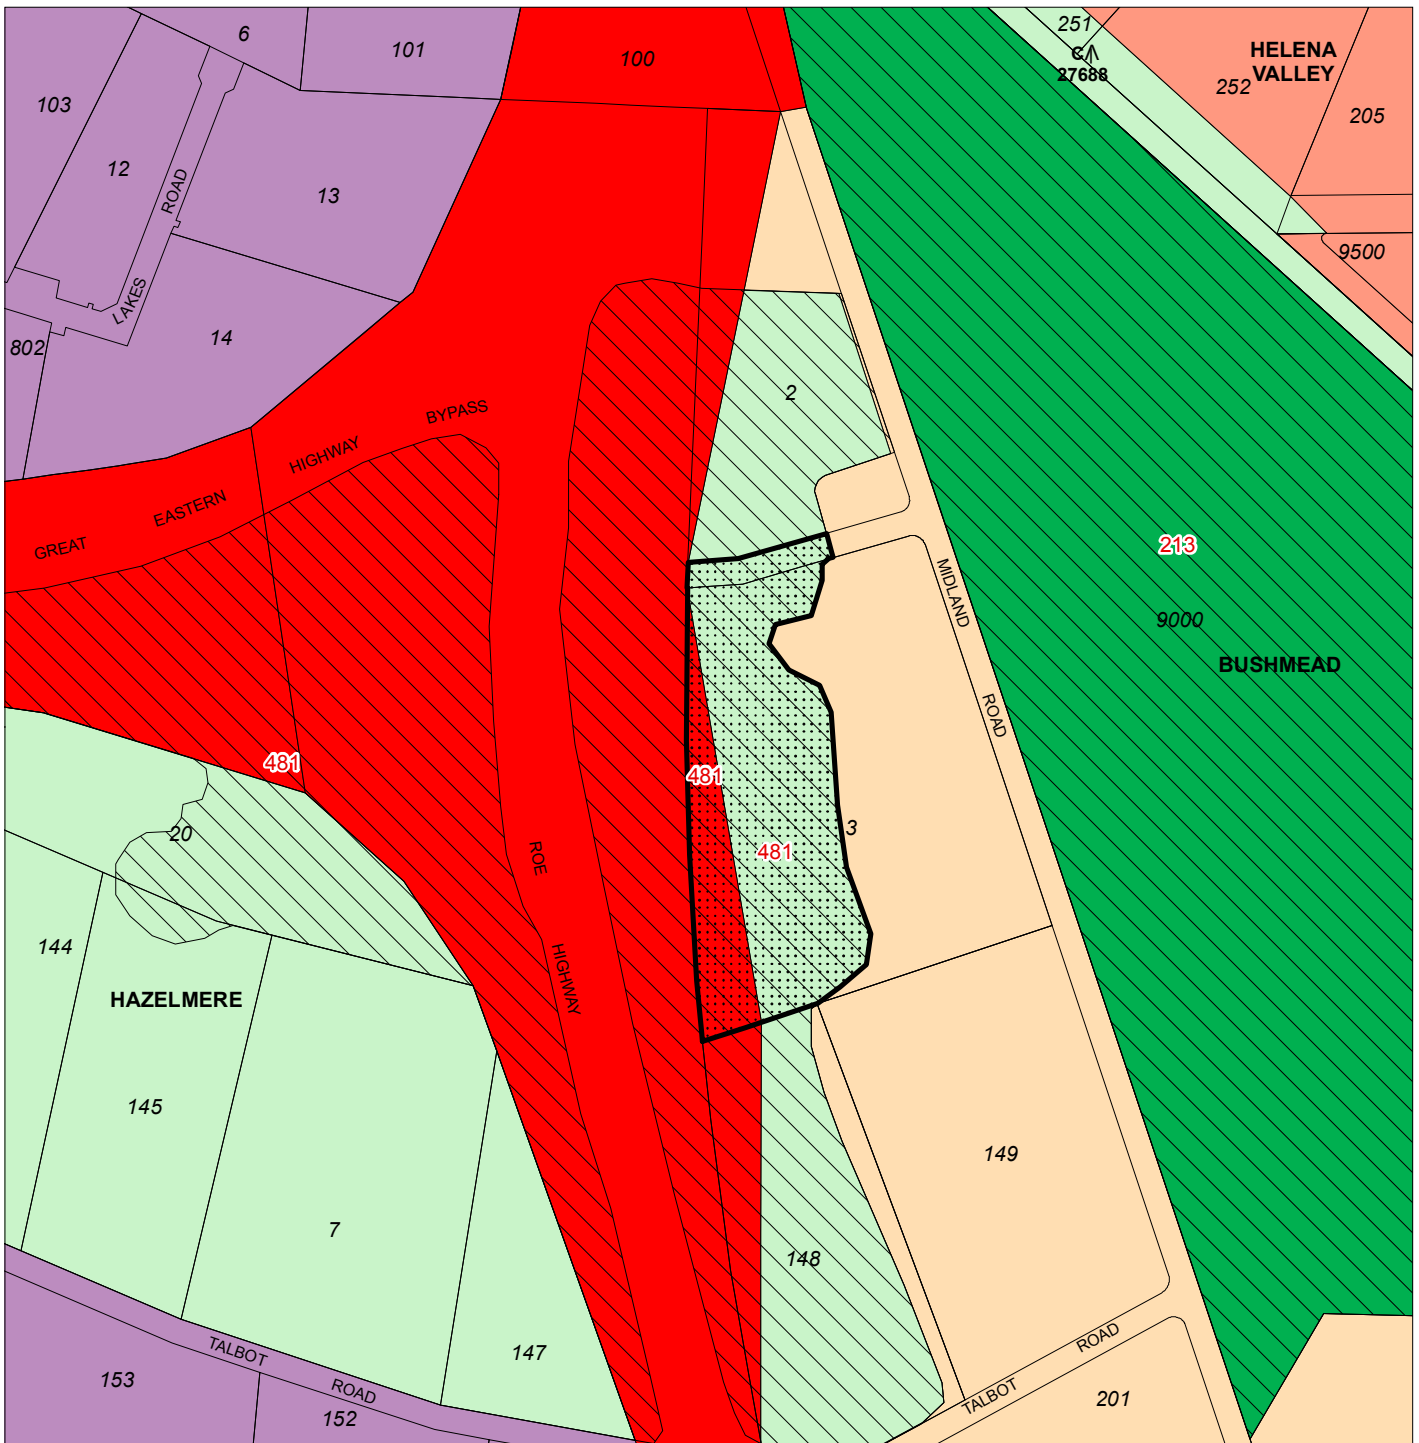 6
101
100
251
C/\
27688
HELENA
VALLEY
252
205
103
12
ROAD
13
9500
LAKES
14
802
2
BYPASS
HIGHWAY
EASTERN
GREAT
213
MIDLAND
9000
BUSHMEAD
ROAD
481
481
3
481
20
ROE
144
HIGHWAY
HAZELMERE
145
149
7
148
TALBOT
ROAD
147
ROAD
TALBOT
153
152
201